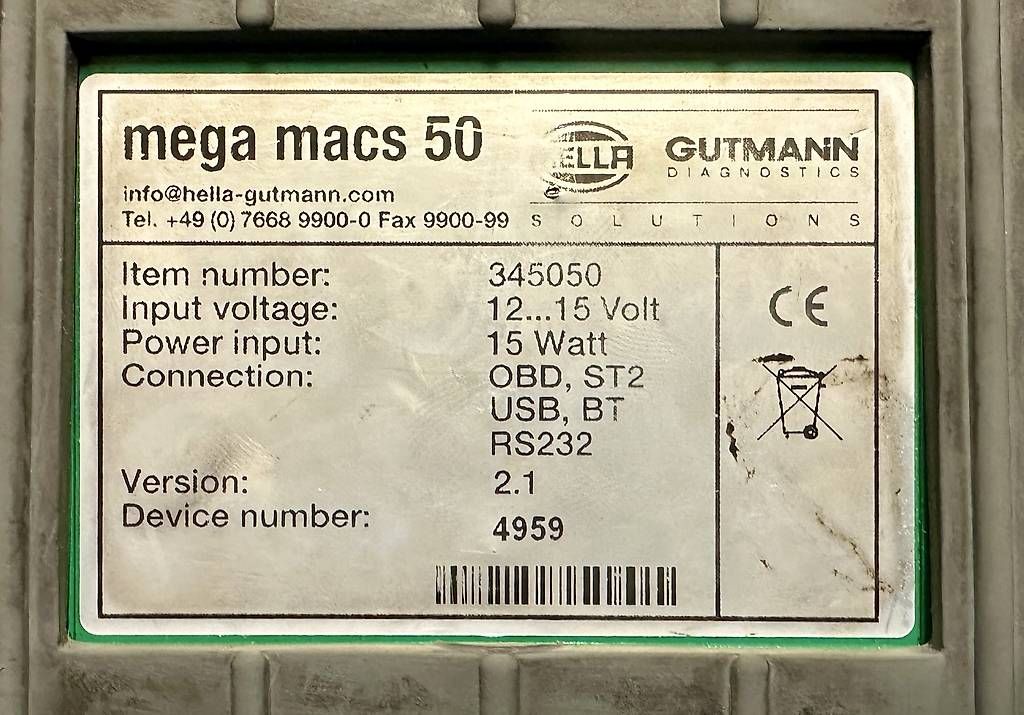 mega macs 50
HELLA
GUTMANN
DIAGNOSTICS
info@hella-gutmann.com
Tel. +49 (0) 7668 9900-0 Fax 9900-99
SOLUTIONS
Item number: 345050
Input voltage: 12...15 Volt
Power input: 15 Watt
Connection: OBD, ST2
USB, BT
RS232
Version: 2.1
Device number: 4959
CE